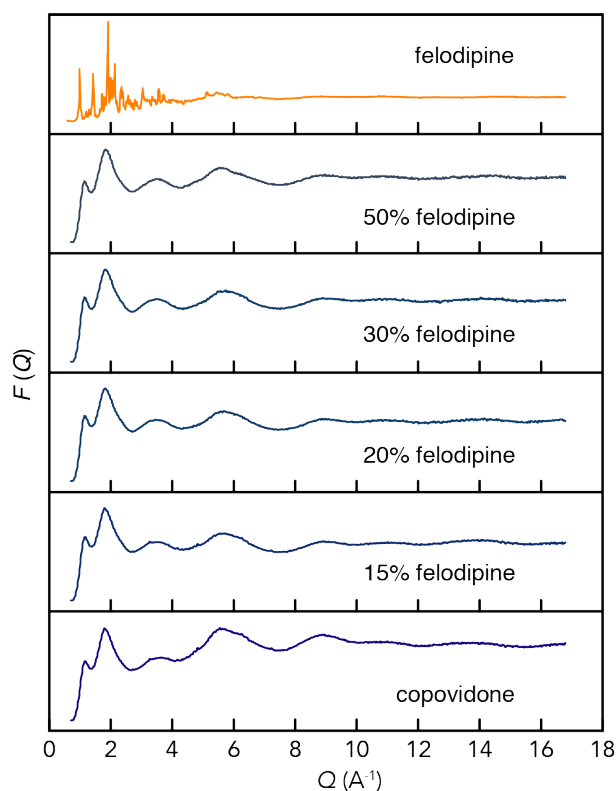 felodipine
50% felodipine
30% felodipine
20% felodipine
15% felodipine
copovidone
F (Q)
0 2 4 6 8 10 12 14 16 18
Q (A⁻¹)